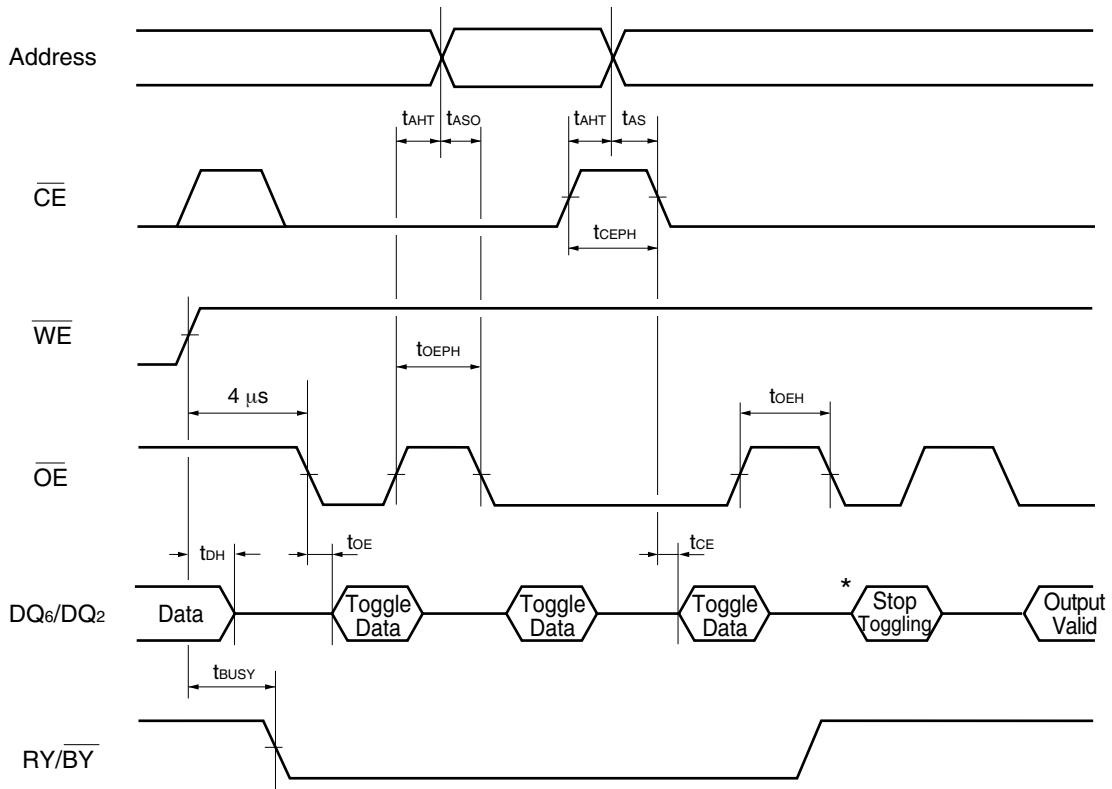 Address
tAHT tASO tAHT tAS
CE
tCEPH
WE
tOEPH
4 μs
tOEH
OE
tDH
tOE
tCE
DQ6/DQ2
Data
Toggle
Data
Toggle
Data
Toggle
Data
*
Stop
Toggling
Output
Valid
tBUSY
RY/BY